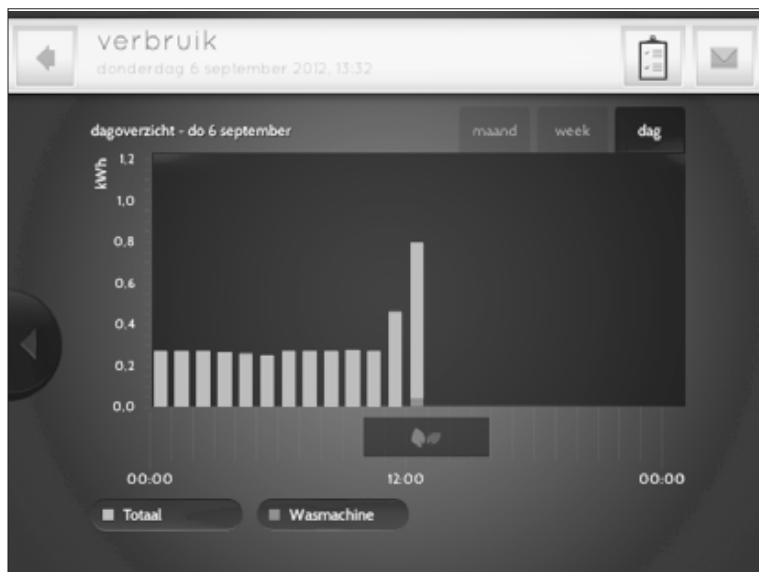 verbruik
donderdag 6 september 2012, 13:32
dagoverzicht - do 6 september
maand
week
dag
kWh
1,2
1,0
0,8
0,6
0,4
0,2
0,0
00:00
12:00
00:00
Totaal
Wasmachine